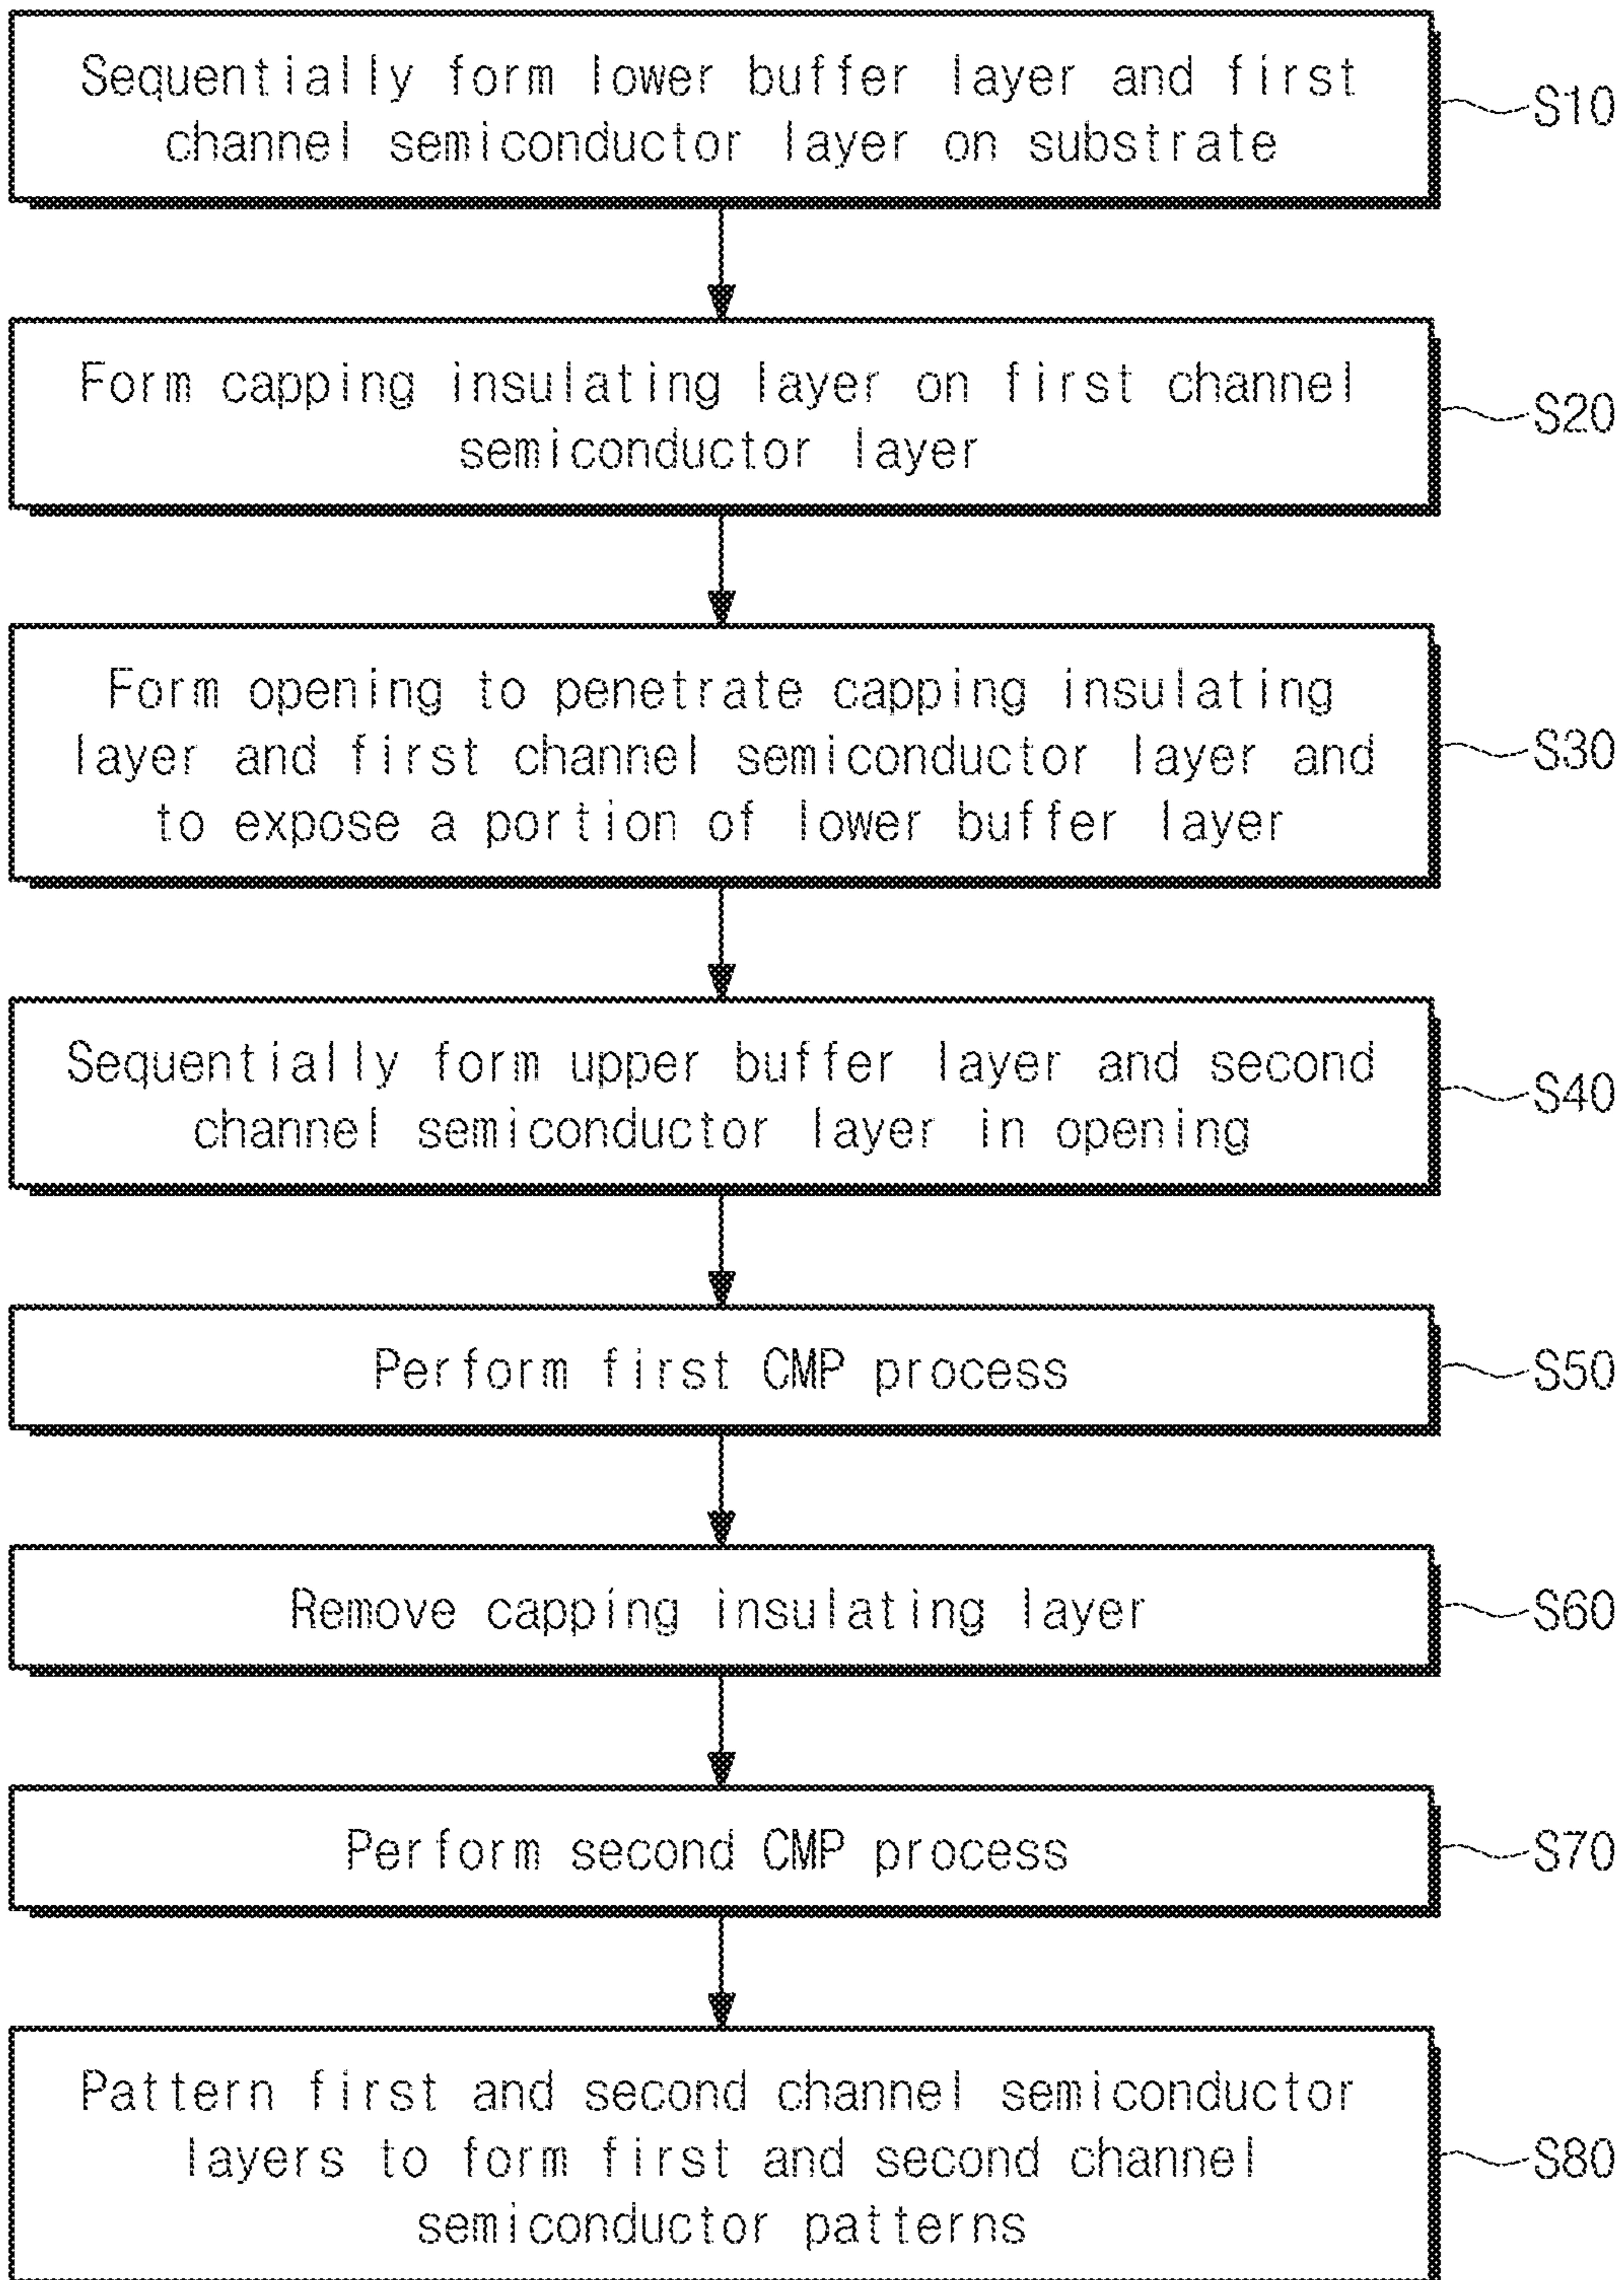 Sequentially form lower buffer layer and first
channel semiconductor layer on substrate
S10
Form capping insulating layer on first channel
semiconductor layer
S20
Form opening to penetrate capping insulating
layer and first channel semiconductor layer and
to expose a portion of lower buffer layer
S30
Sequentially form upper buffer layer and second
channel semiconductor layer in opening
S40
Perform first CMP process
S50
Remove capping insulating layer
S60
Perform second CMP process
S70
Pattern first and second channel semiconductor
layers to form first and second channel
semiconductor patterns
S80